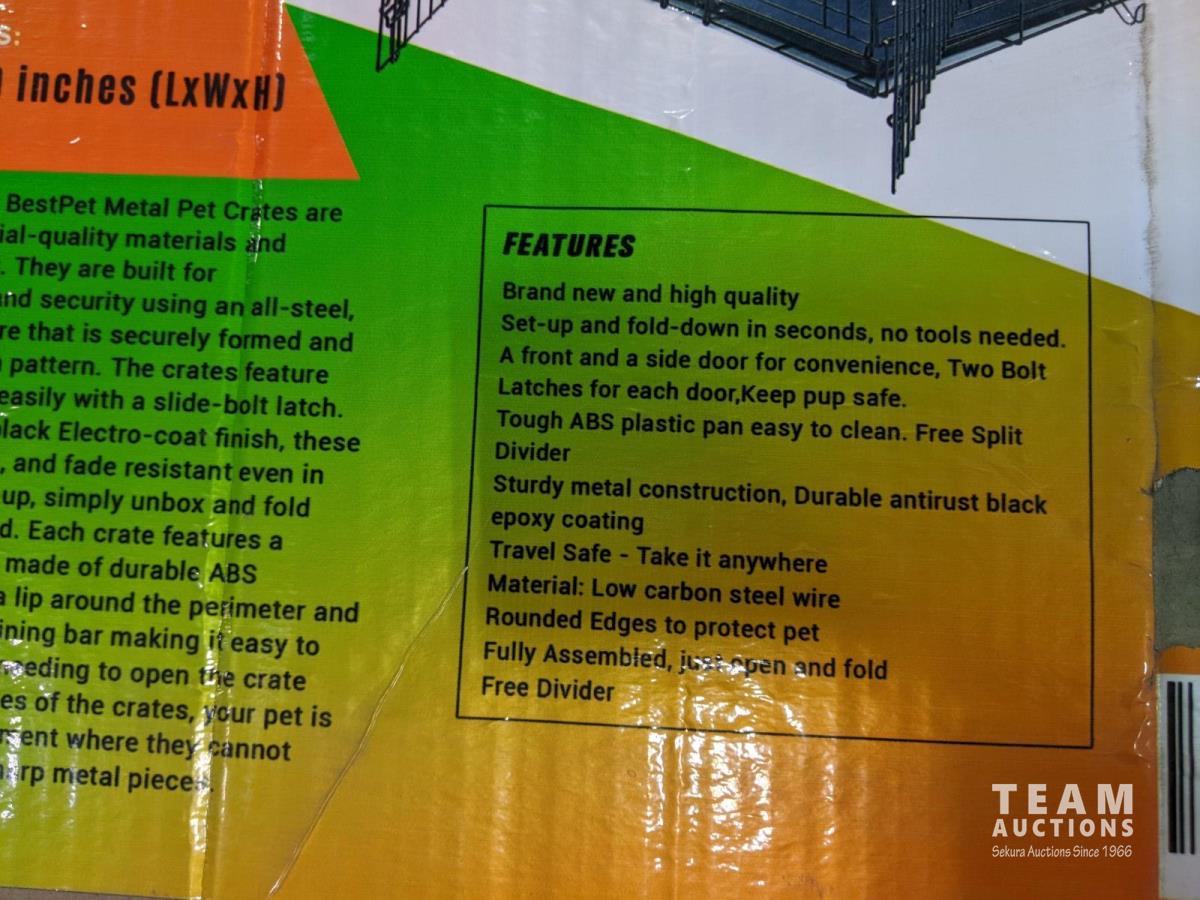 S:
inches (LxWxH)
BestPet Metal Pet Crates are
ial-quality materials and
. They are built for
nd security using an all-steel,
re that is securely formed and
pattern. The crates feature
easily with a slide-bolt latch.
lack Electro-coat finish, these
, and fade resistant even in
up, simply unbox and fold
d. Each crate features a
made of durable ABS
a lip around the perimeter and
ining bar making it easy to
needing to open the crate
es of the crates, your pet is
ment where they cannot
arp metal pieces.
FEATURES
Brand new and high quality
Set-up and fold-down in seconds, no tools needed.
A front and a side door for convenience, Two Bolt
Latches for each door,Keep pup safe.
Tough ABS plastic pan easy to clean. Free Split
Divider
Sturdy metal construction, Durable antirust black
epoxy coating
Travel Safe - Take it anywhere
Material: Low carbon steel wire
Rounded Edges to protect pet
Fully Assembled, just open and fold
Free Divider
TEAM
AUCTIONS
Sekura Auctions Since 1966